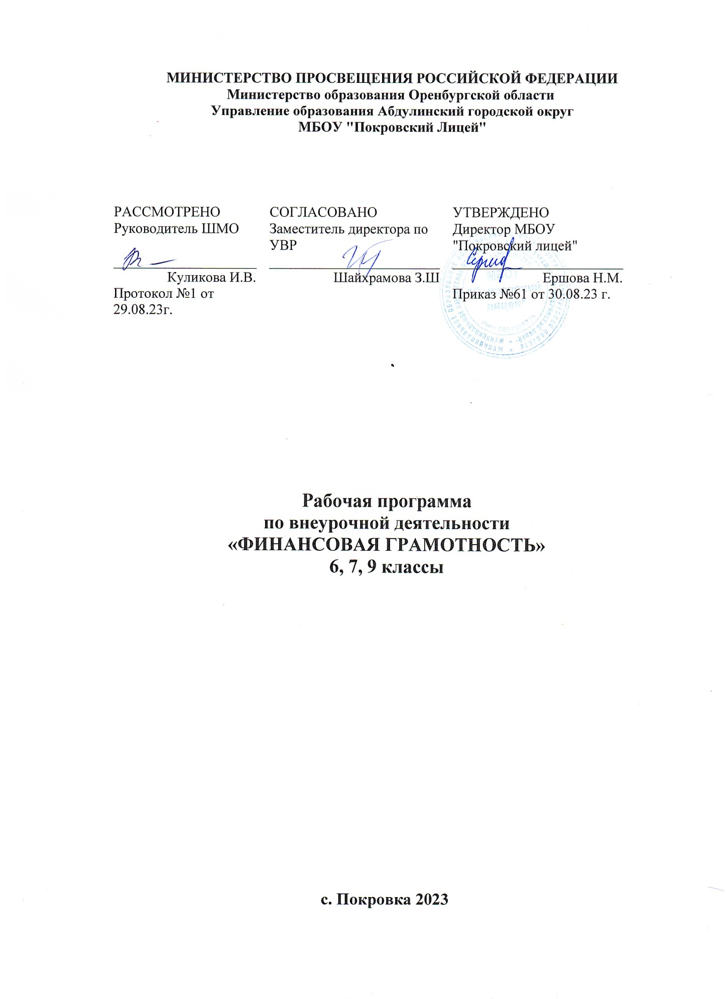 МИНИСТЕРСТВО ПРОСВЕЩЕНИЯ РОССИЙСКОЙ ФЕДЕРАЦИИ
Министерство образования Оренбургской области
Управление образования Абдулинский городской округ
МБОУ "Покровский Лицей"
РАССМОТРЕНО
Руководитель ШМО
Куликова И.В.
Протокол №1 от
29.08.23г.
СОГЛАСОВАНО
Заместитель директора по
УВР
Шайхрамова З.Ш
УТВЕРЖДЕНО
Директор МБОУ
"Покровский лицей"
Ершова Н.М.
Приказ №61 от 30.08.23 г.
Рабочая программа
по внеурочной деятельности
«ФИНАНСОВАЯ ГРАМОТНОСТЬ»
6, 7, 9 классы
с. Покровка 2023